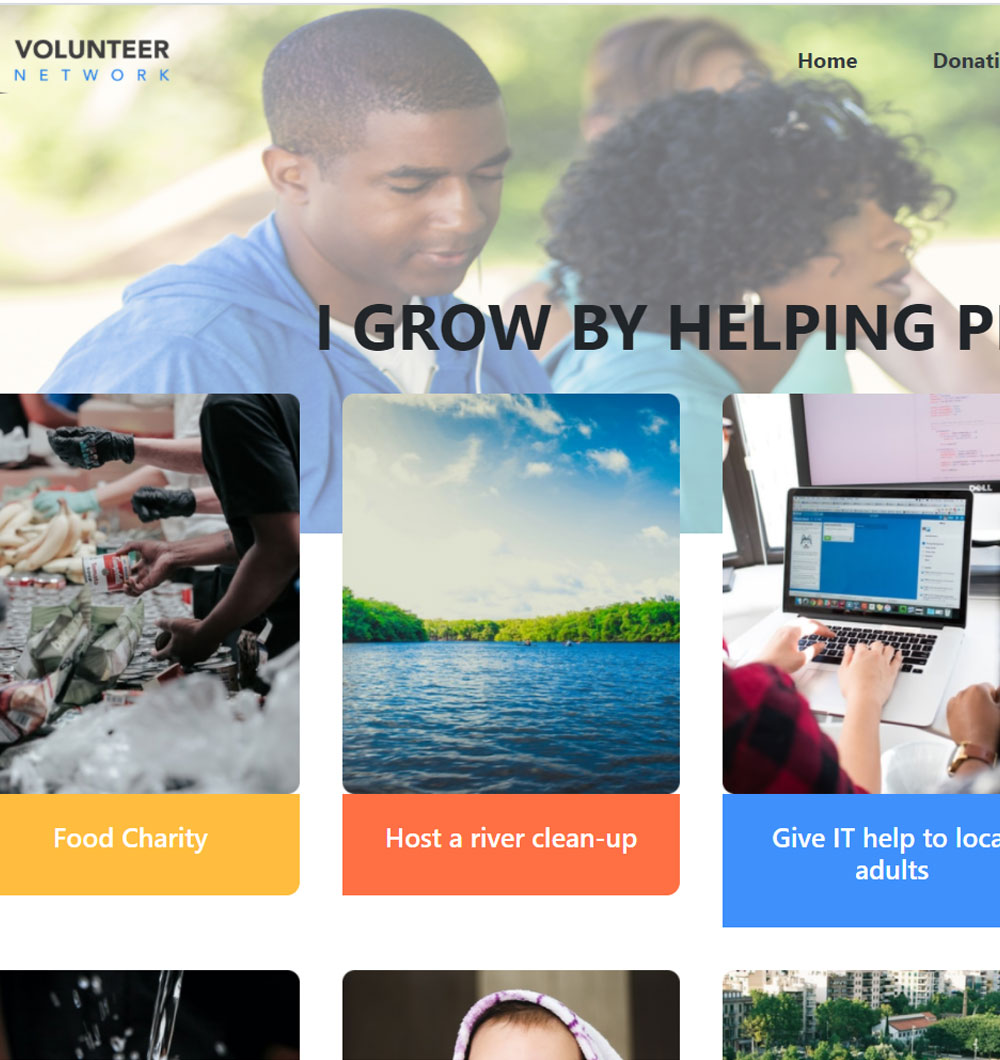 VOLUNTEER
NETWORK
Home
Donati
I GROW BY HELPING P
DELL
Food Charity
Host a river clean-up
Give IT help to loca
adults